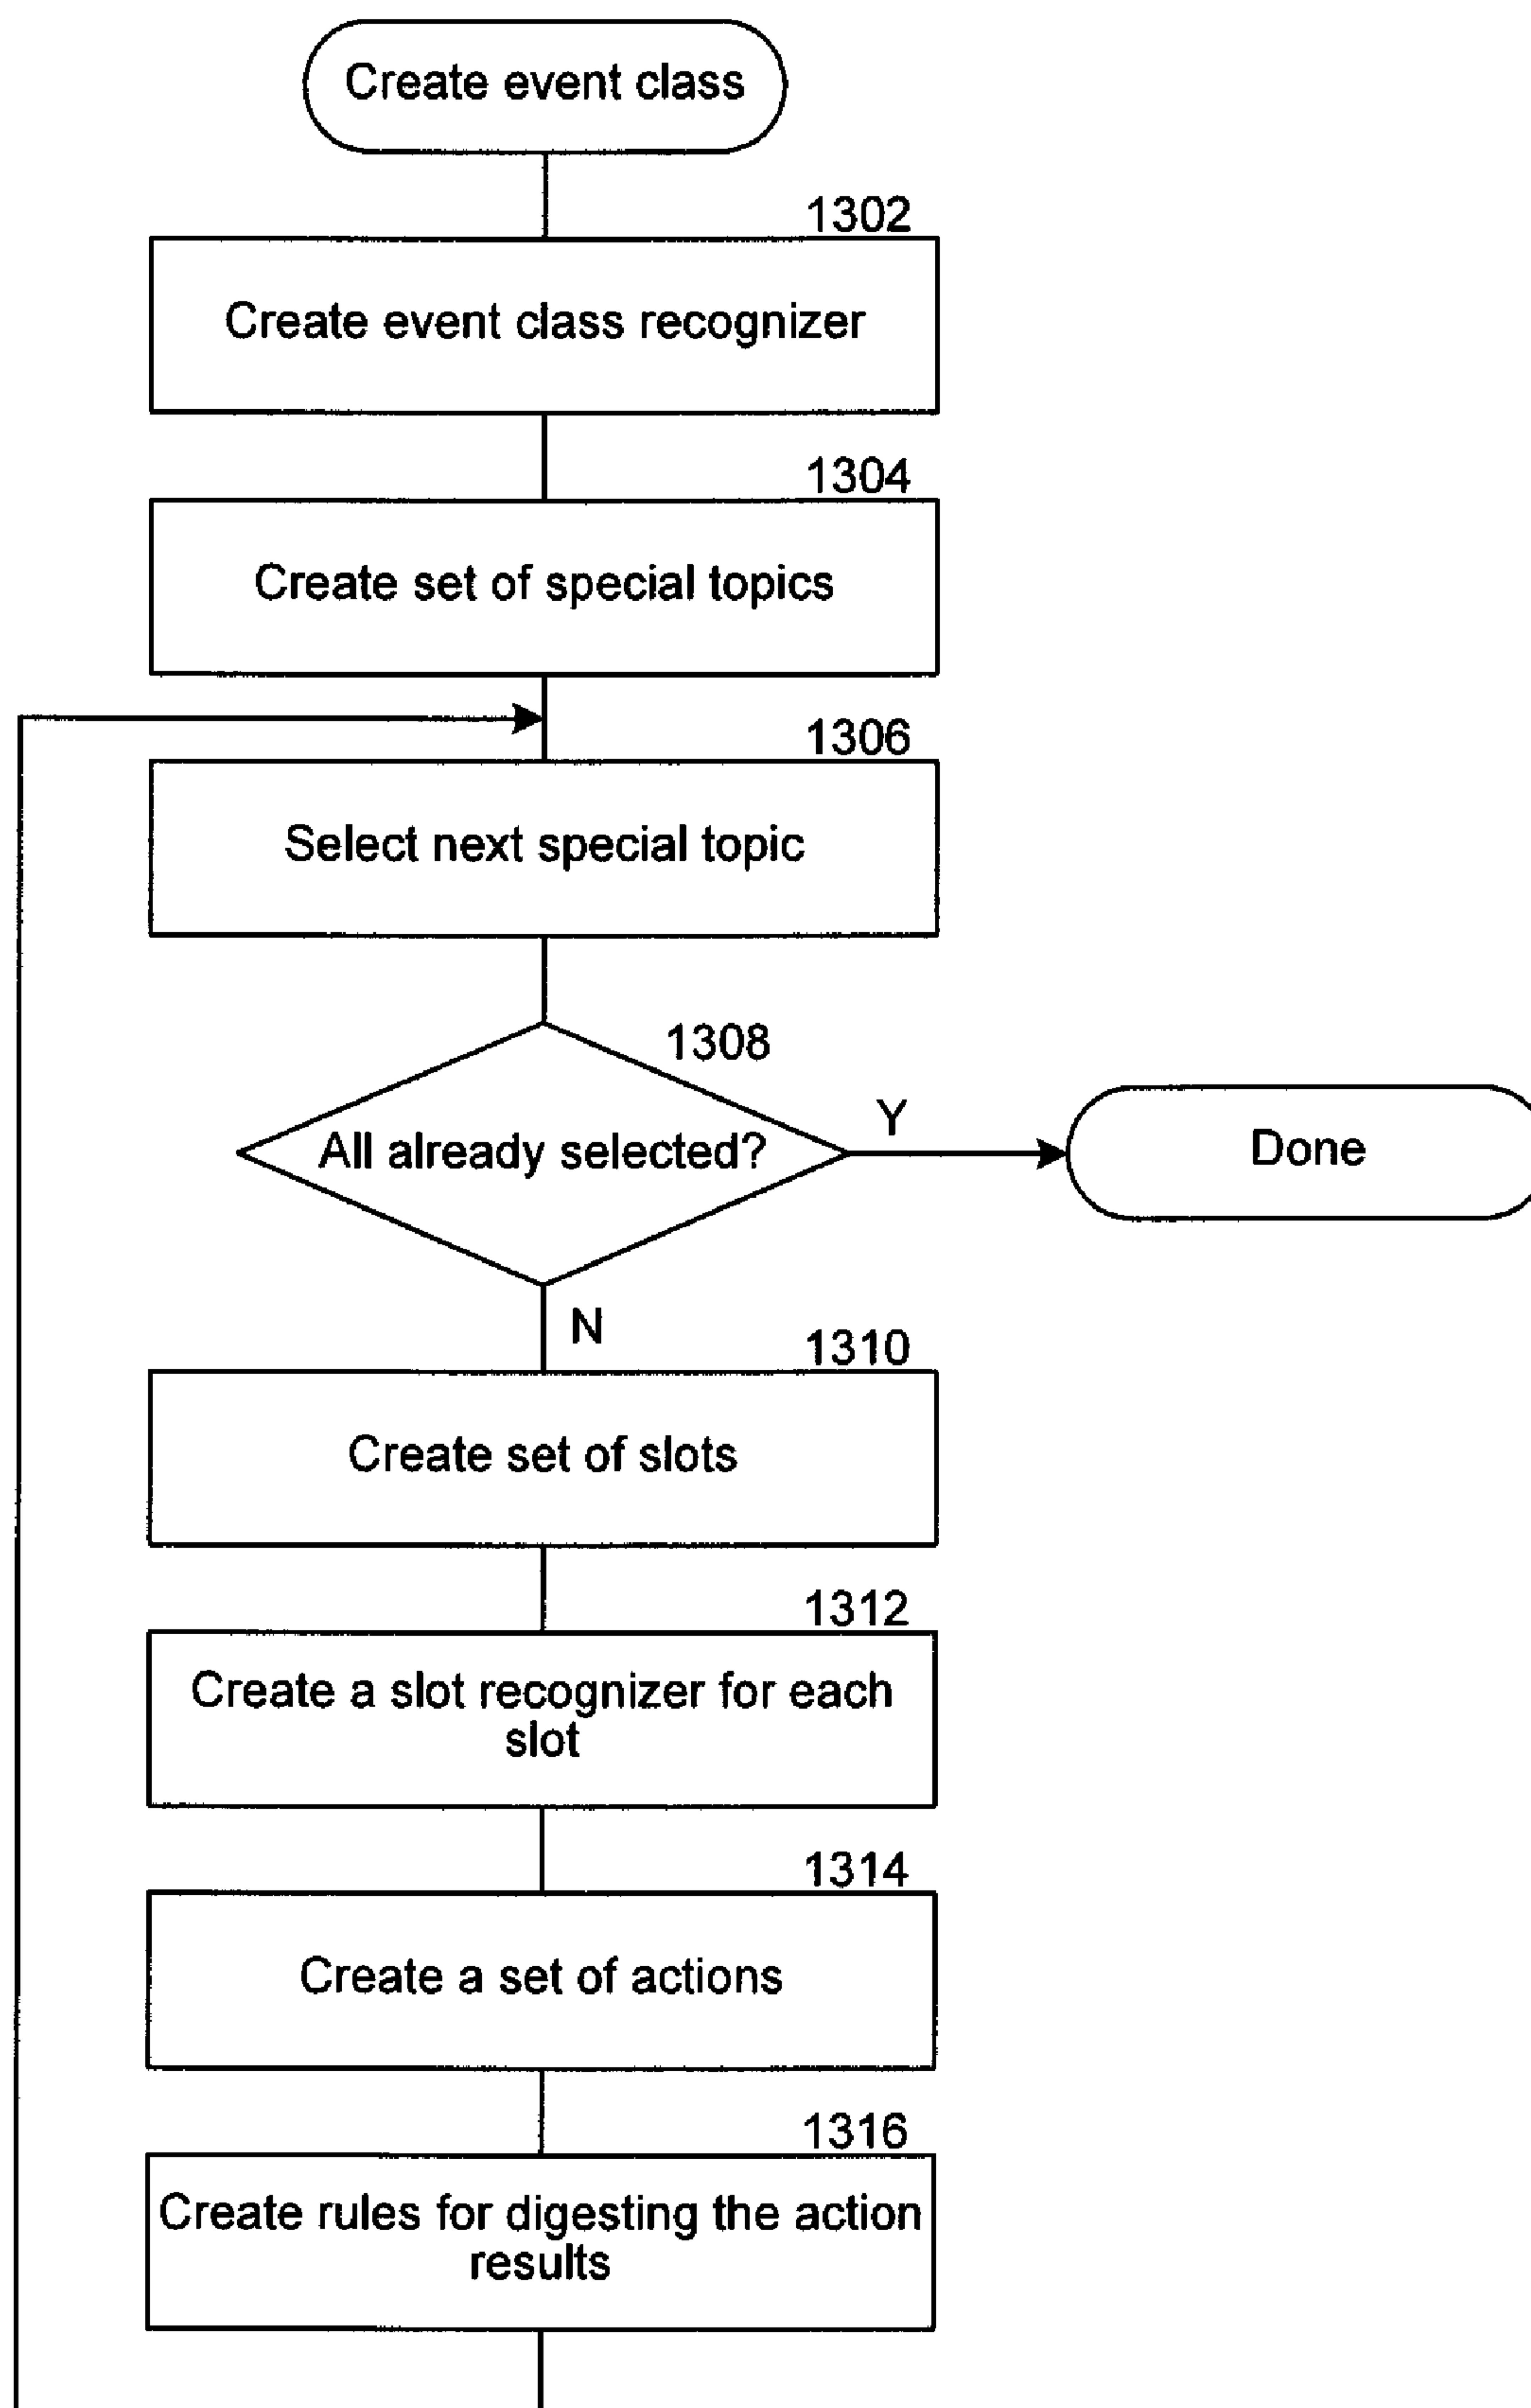 Create event class
1302
Create event class recognizer
1304
Create set of special topics
1306
Select next special topic
1308
All already selected?
Y
Done
N
1310
Create set of slots
1312
Create a slot recognizer for each
slot
1314
Create a set of actions
1316
Create rules for digesting the action
results